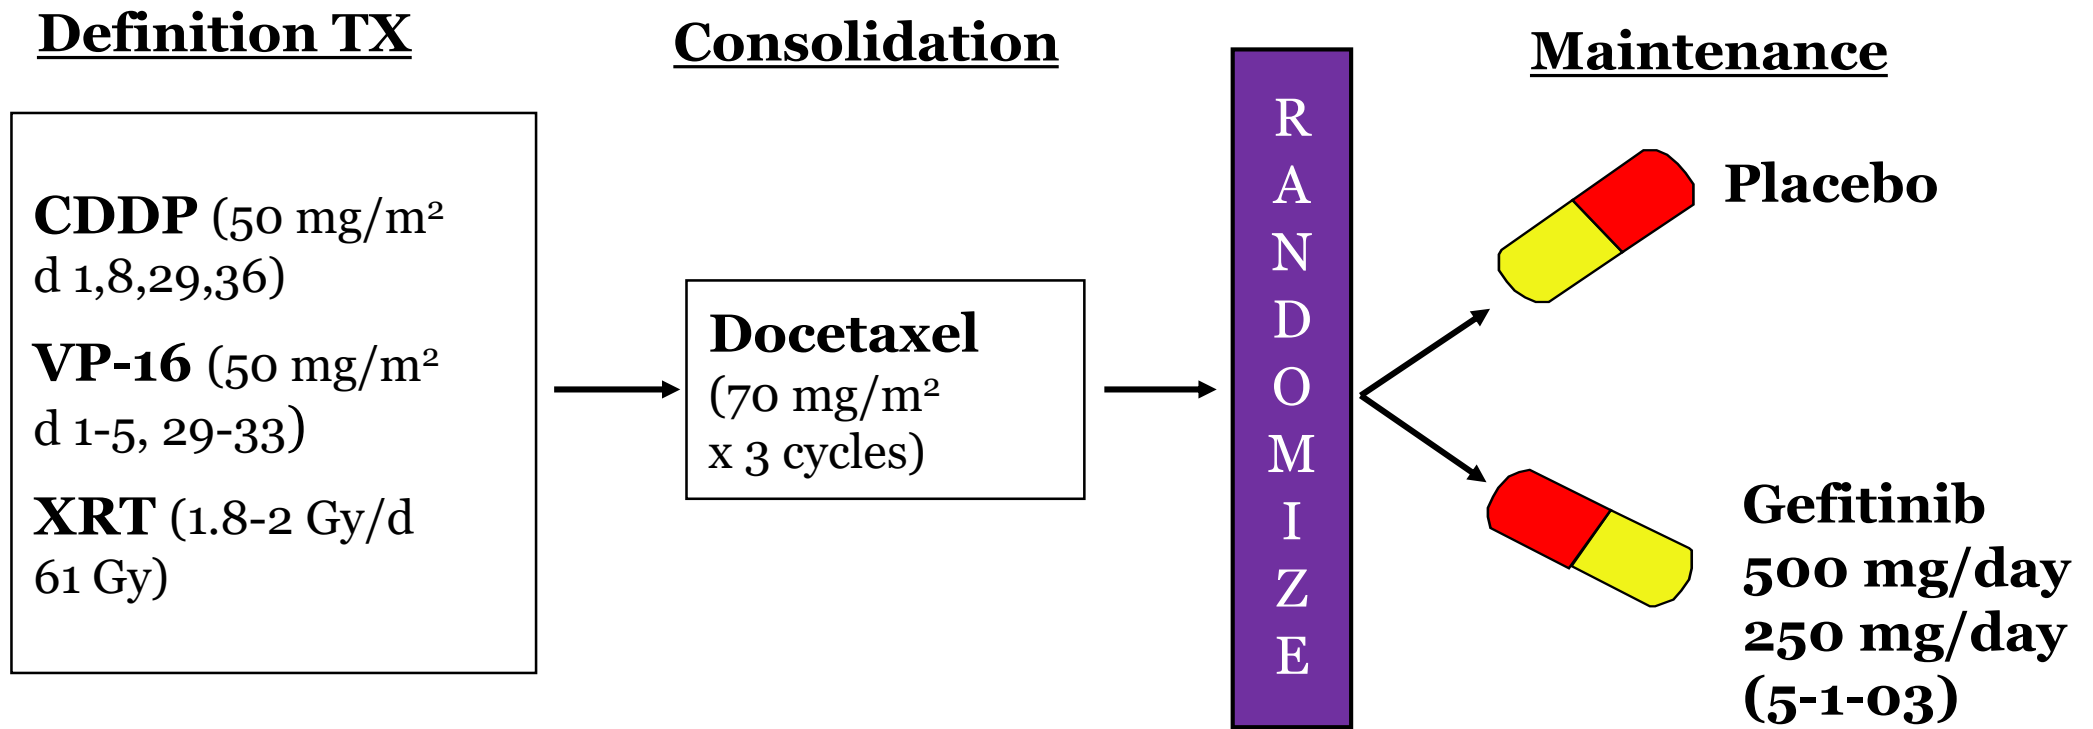 Definition TX
CDDP (50 mg/m²
d 1,8,29,36)
VP-16 (50 mg/m²
d 1-5, 29-33)
XRT (1.8-2 Gy/d
61 Gy)
Consolidation
Docetaxel
(70 mg/m²
x 3 cycles)
R
A
N
D
O
M
I
Z
E
Maintenance
Placebo
Gefitinib
500 mg/day
250 mg/day
(5-1-03)